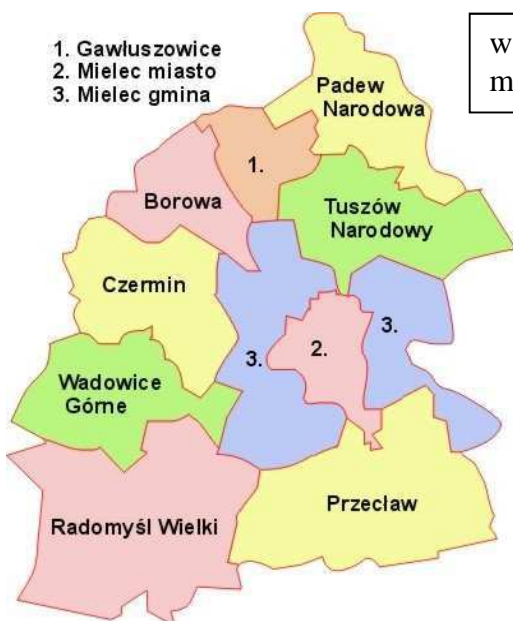 1. Gawłuszowice
2. Mielec miasto
3. Mielec gmina
w
m
Padew
Narodowa
1.
Borowa
Tuszów
Narodowy
Czermin
3.
2.
3.
Wadowice
Górne
Przecław
Radomyśl Wielki